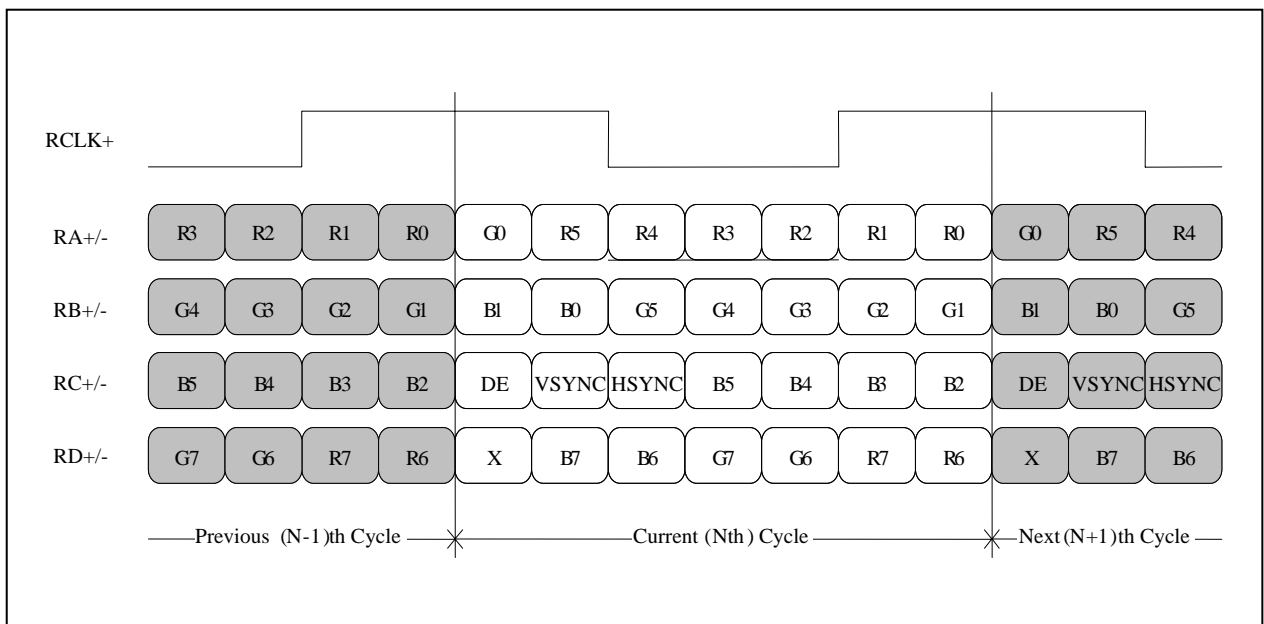 RCLK+
RA+/- R3 R2 R1 R0 G0 R5 R4 R3 R2 R1 R0 G0 R5 R4
RB+/- G4 G3 G2 G1 B1 B0 G5 G4 G3 G2 G1 B1 B0 G5
RC+/- B5 B4 B3 B2 DE VSYNC HSYNC B5 B4 B3 B2 DE VSYNC HSYNC
RD+/- G7 G6 R7 R6 X B7 B6 G7 G6 R7 R6 X B7 B6
Previous (N-1)th Cycle Current (Nth) Cycle Next (N+1)th Cycle